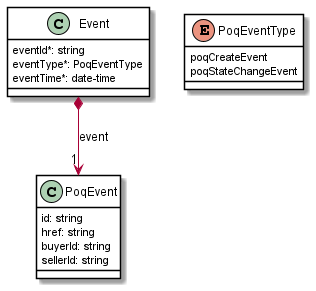 C Event
eventId*: string
eventType*: PoqEventType
eventTime*: date-time
E PoqEventType
poqCreateEvent
poqStateChangeEvent
event
1
C PoqEvent
id: string
href: string
buyerId: string
sellerId: string